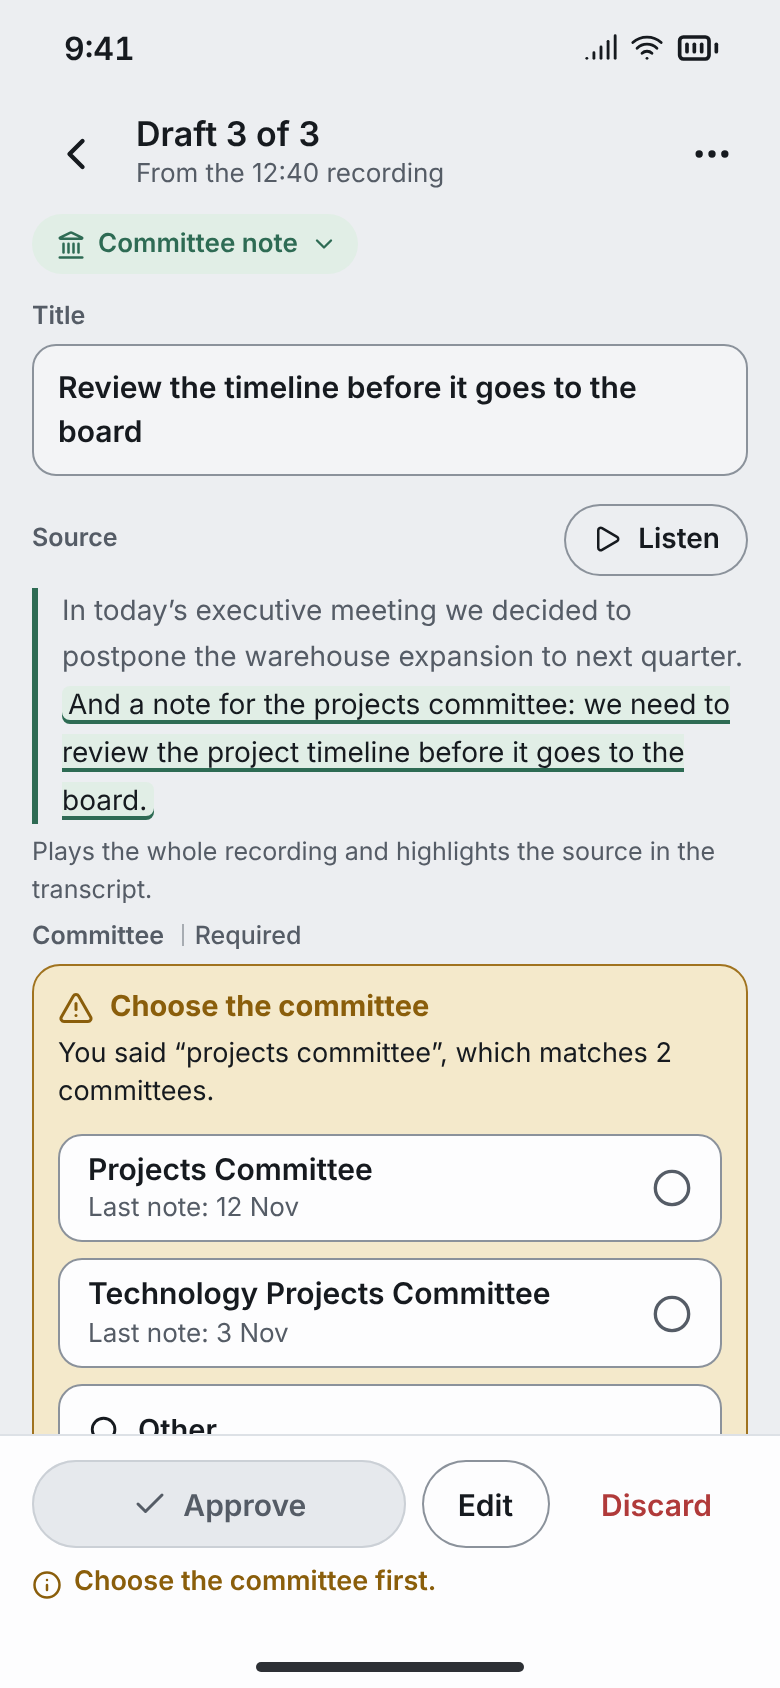 9:41
Draft 3 of 3
From the 12:40 recording
Committee note
Title
Review the timeline before it goes to the
board
Source
Listen
In today’s executive meeting we decided to
postpone the warehouse expansion to next quarter.
And a note for the projects committee: we need to
review the project timeline before it goes to the
board.
Plays the whole recording and highlights the source in the
transcript.
Committee | Required
Choose the committee
You said “projects committee”, which matches 2
committees.
Projects Committee
Last note: 12 Nov
Technology Projects Committee
Last note: 3 Nov
Other
Approve
Edit
Discard
Choose the committee first.